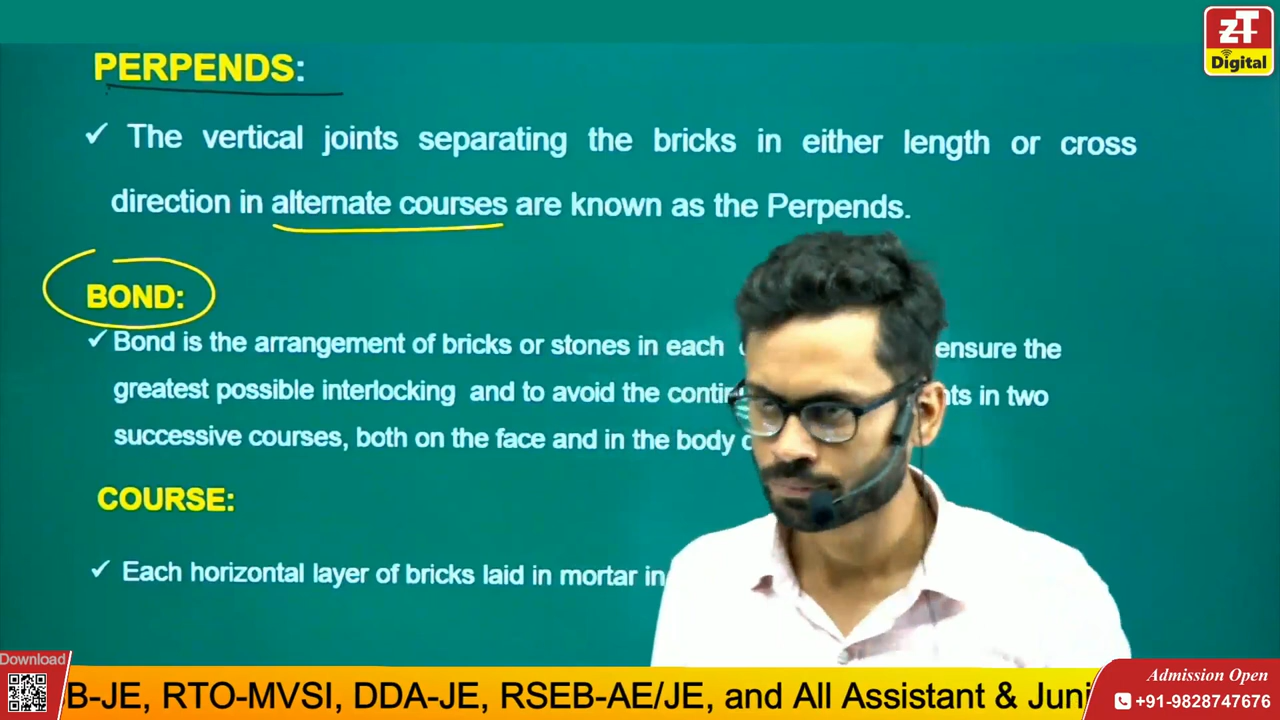 zT
Digital
PERPENDS:
✓ The vertical joints separating the bricks in either length or cross
direction in alternate courses are known as the Perpends.
BOND:
✓ Bond is the arrangement of bricks or stones in each ensure the
greatest possible interlocking and to avoid the in two
successive courses, both on the face and in the body
COURSE:
✓ Each horizontal layer of bricks laid in mortar in
Download
B-JE, RTO-MVSI, DDA-JE, RSEB-AE/JE, and All Assistant & Juni
Admission Open
+91-9828747676